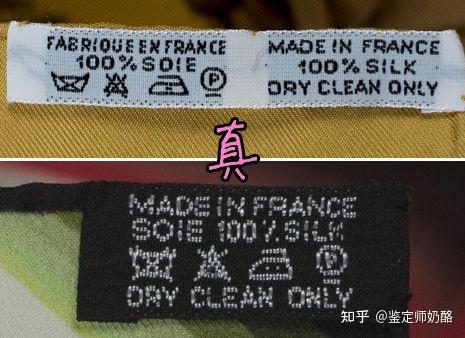 FABRIQUE EN FRANCE
100% SOIE
MADE IN FRANCE
100% SILK
DRY CLEAN ONLY
真
MADE IN FRANCE
SOIE 100% SILK
DRY CLEAN ONLY
知乎 @鉴定师奶酪